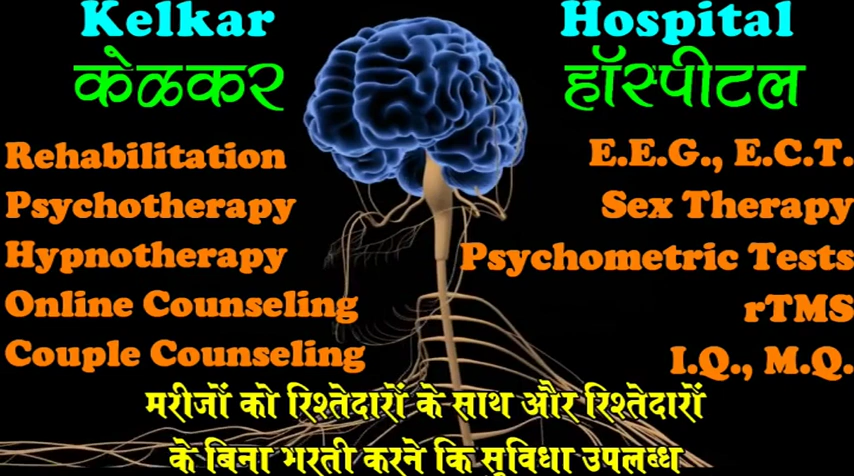 Kelkar Hospital
केळकर हॉस्पीटल
Rehabilitation
Psychotherapy
Hypnotherapy
Online Counseling
Couple Counseling
E.E.G., E.C.T.
Sex Therapy
Psychometric Tests
rTMS
I.Q., M.Q.
मरीजों को रिश्तेदारों के साथ और रिश्तेदारों
के बिना भरती करने कि सुविधा उपलब्ध